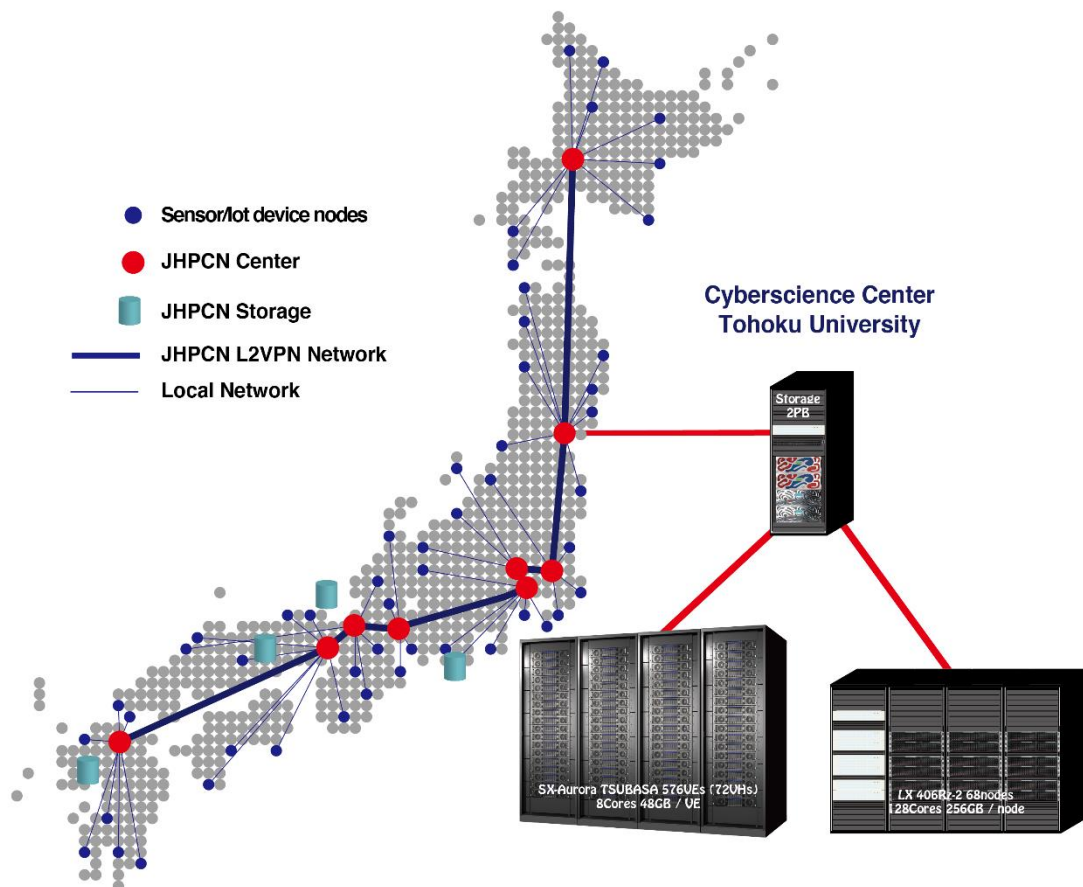 Sensor/Iot device nodes
JHPCN Center
JHPCN Storage
JHPCN L2VPN Network
Local Network
Cyberscience Center
Tohoku University
Storage
2PB
SX-Aurora TSUBASA 576VEs (72VHs)
8Cores 48GB / VE
LX 406Rz-2 68nodes
128Cores 256GB / node